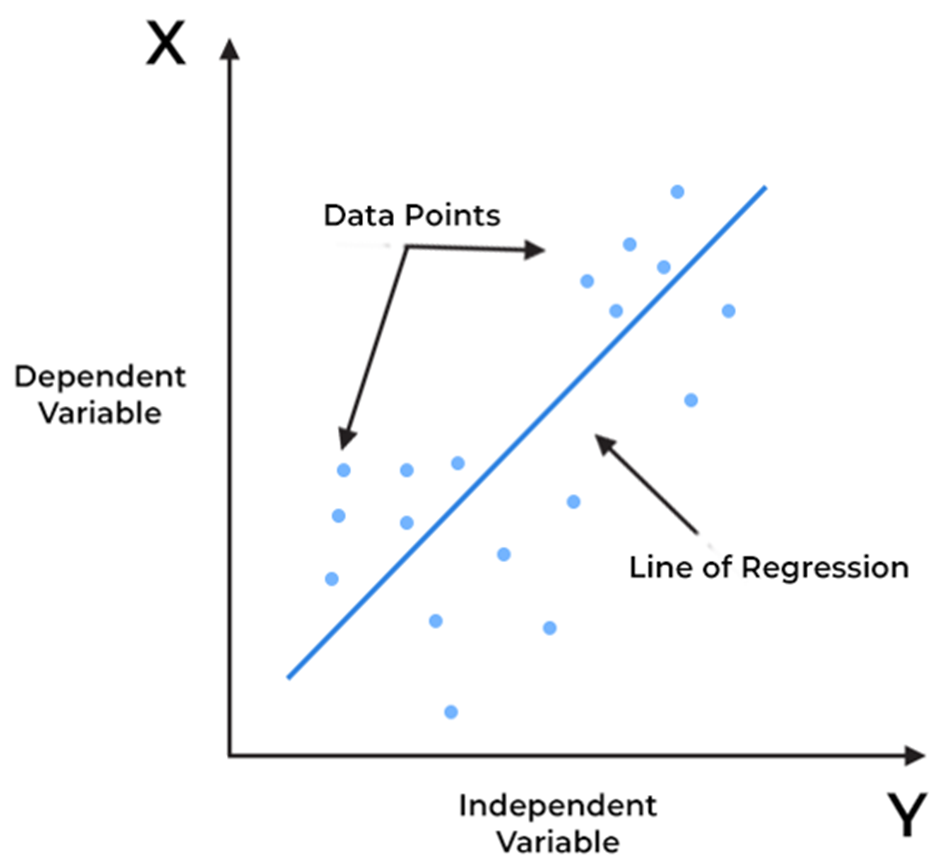 X
Data Points
Dependent
Variable
Line of Regression
Independent
Variable
Y